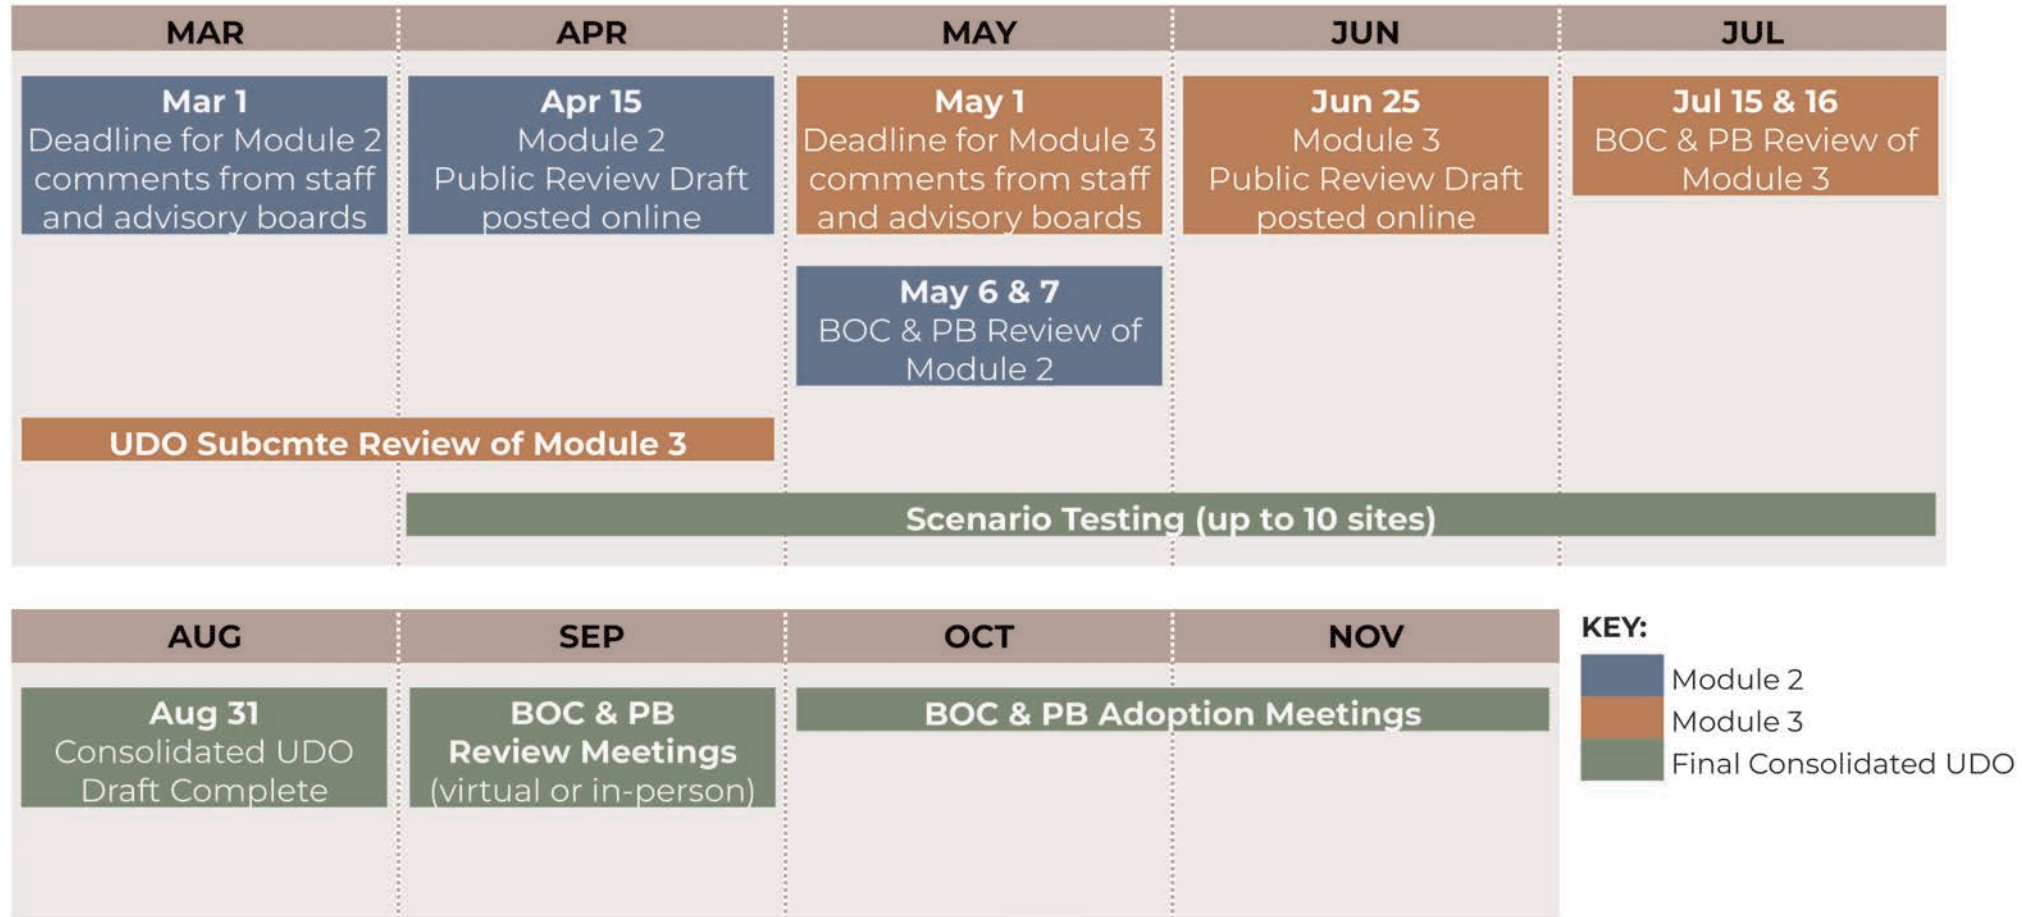 MAR
APR
MAY
JUN
JUL
Mar 1
Deadline for Module 2
comments from staff
and advisory boards
Apr 15
Module 2
Public Review Draft
posted online
May 1
Deadline for Module 3
comments from staff
and advisory boards
Jun 25
Module 3
Public Review Draft
posted online
Jul 15 & 16
BOC & PB Review of
Module 3
May 6 & 7
BOC & PB Review of
Module 2
UDO Subcmte Review of Module 3
Scenario Testing (up to 10 sites)
AUG
SEP
OCT
NOV
Aug 31
Consolidated UDO
Draft Complete
BOC & PB
Review Meetings
(virtual or in-person)
BOC & PB Adoption Meetings
KEY:
Module 2
Module 3
Final Consolidated UDO